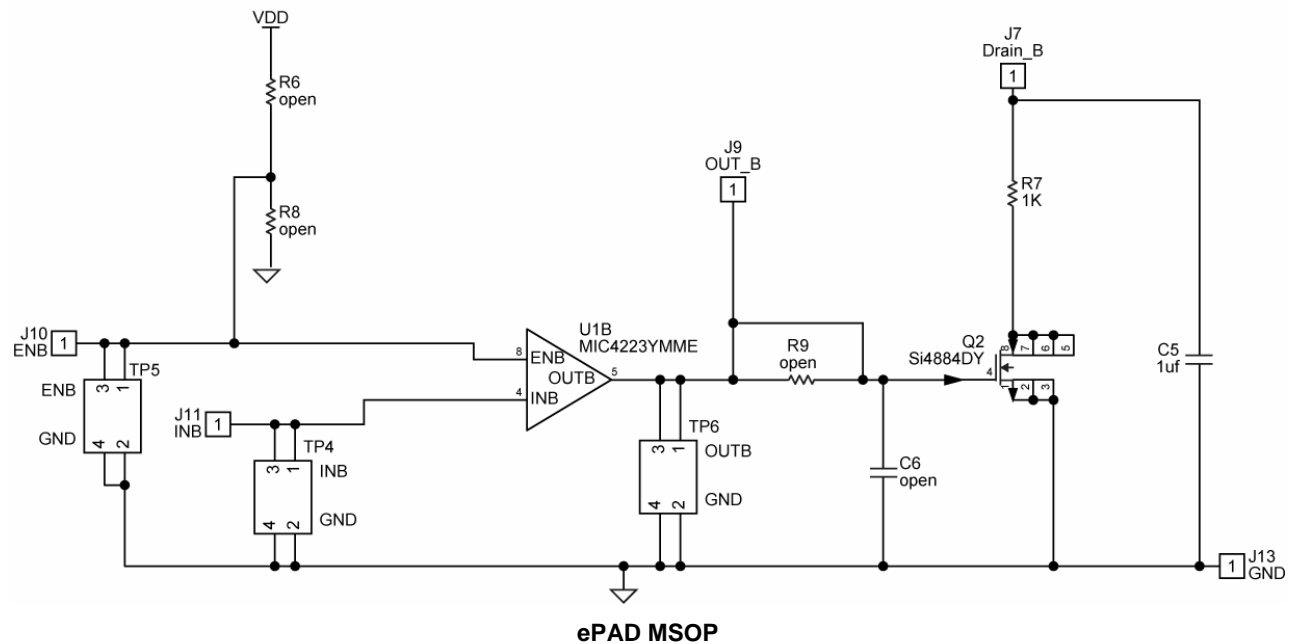 VDD
R6
open
R8
open
J10
ENB
1
TP5
ENB
3
1
GND
4
2
J11
INB
1
TP4
3
1
INB
4
2
GND
U1B
MIC4223YMME
8
ENB
OUTB
5
4
INB
J9
OUT_B
1
R9
open
TP6
3
1
OUTB
4
2
GND
C6
open
J7
Drain_B
1
R7
1K
Q2
Si4884DY
8
7
6
5
4
1
2
3
C5
1uf
1
J13
GND
ePAD MSOP